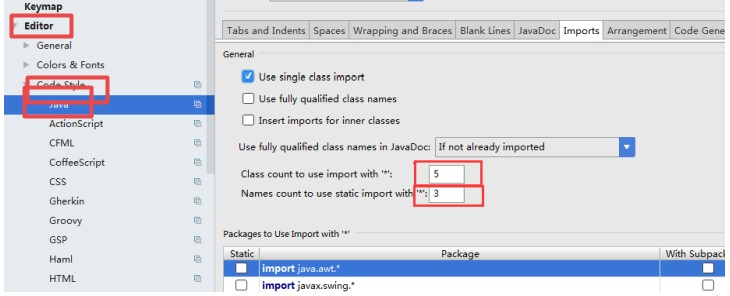 Keymap
Editor
General
Colors & Fonts
Code Style
Java
ActionScript
CFML
CoffeeScript
CSS
Gherkin
Groovy
GSP
Haml
HTML
Tabs and Indents Spaces Wrapping and Braces Blank Lines JavaDoc Imports Arrangement Code Gene
General
Use single class import
Use fully qualified class names
Insert imports for inner classes
Use fully qualified class names in JavaDoc: If not already imported
Class count to use import with '*': 5
Names count to use static import with '*': 3
Packages to Use Import with '*'
Static Package With Subpack
import java.awt.*
import javax.swing.*